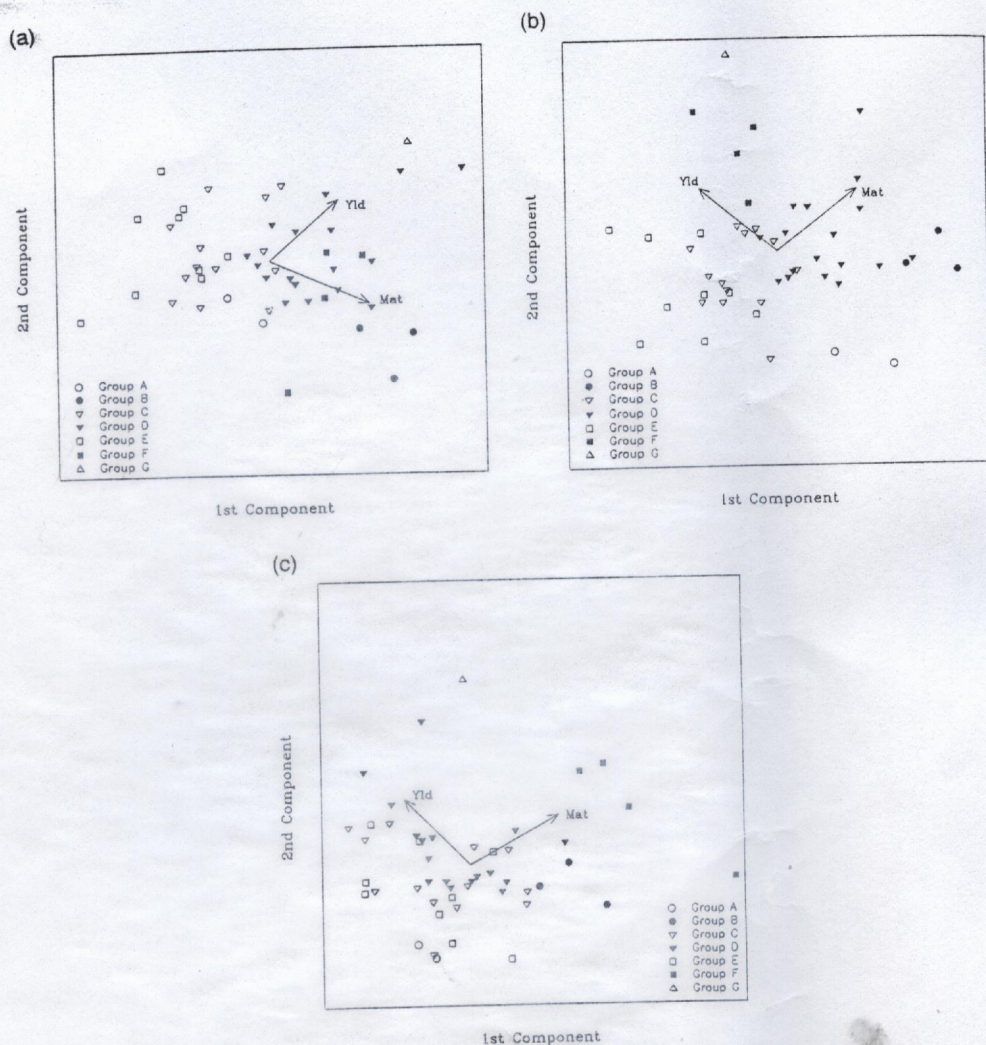 (a)
2nd Component
Yld
Mat
Group A
Group B
Group C
Group D
Group E
Group F
Group G
1st Component
(b)
2nd Component
Yld
Mat
Group A
Group B
Group C
Group D
Group E
Group F
Group G
1st Component
(c)
2nd Component
Yld
Mat
Group A
Group B
Group C
Group D
Group E
Group F
Group G
1st Component